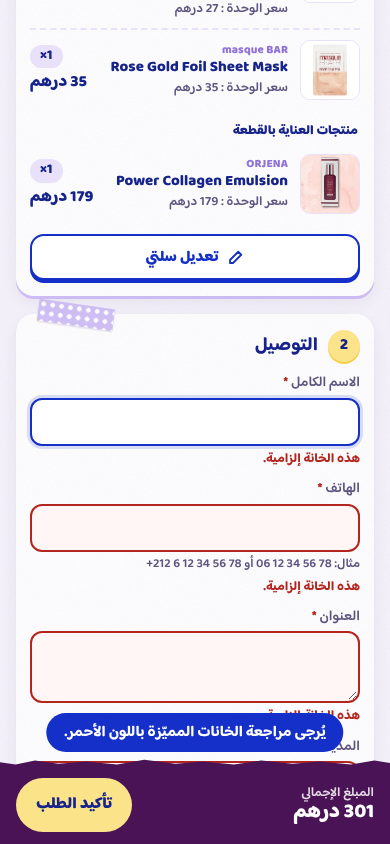 سعر الوحدة : 27 درهم
masque BAR
×1
Rose Gold Foil Sheet Mask
35 درهم
سعر الوحدة : 35 درهم
منتجات العناية بالقطعة
ORJENA
×1
Power Collagen Emulsion
179 درهم
سعر الوحدة : 179 درهم
تعديل سلتي
2
التوصيل
الاسم الكامل *
هذه الخانة إلزامية.
الهاتف *
مثال: 06 12 34 56 78 أو +212 6 12 34 56 78
هذه الخانة إلزامية.
العنوان *
هذه
يُرجى مراجعة الخانات المميّزة باللون الأحمر.
المبلغ الإجمالي
301 درهم
تأكيد الطلب